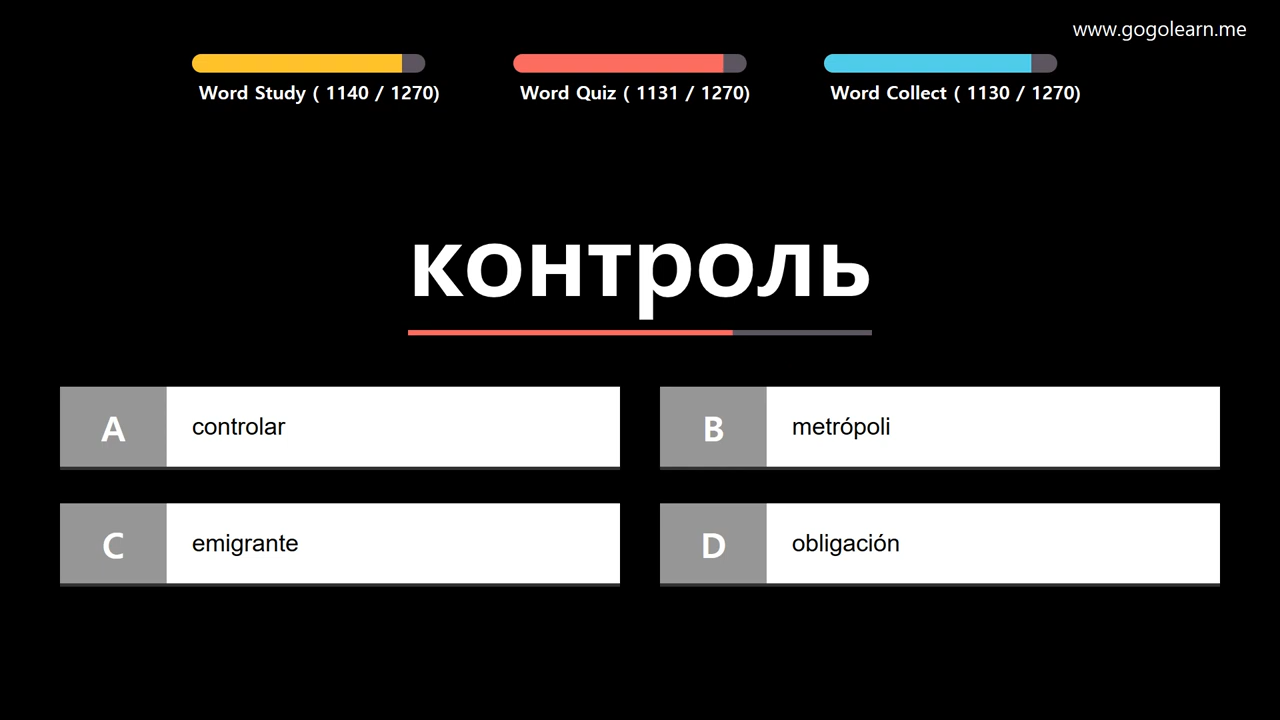 www.gogolearn.me
Word Study ( 1140 / 1270)
Word Quiz ( 1131 / 1270)
Word Collect ( 1130 / 1270)
контроль
A controlar
B metrópoli
C emigrante
D obligación